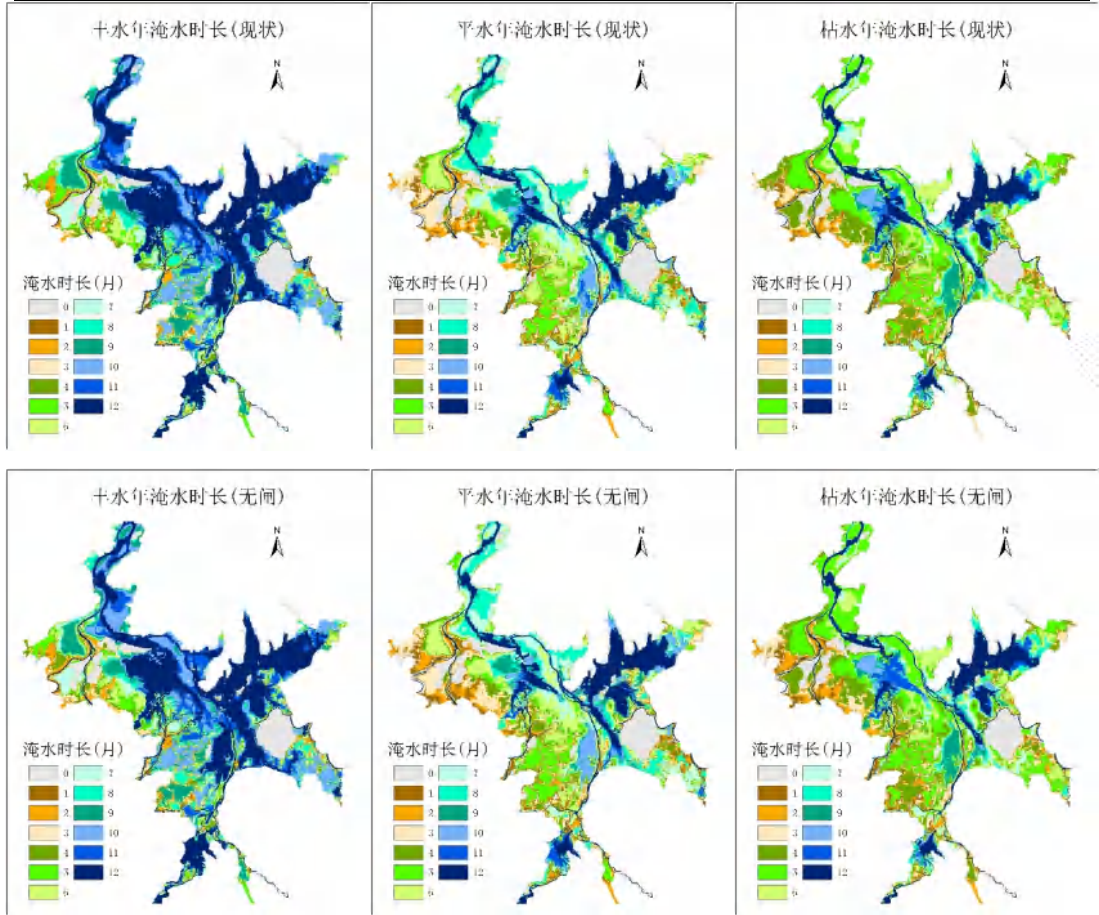 丰水年淹水时长(现状)
N
淹水时长(月)
0 7
1 8
2 9
3 10
4 11
5 12
6
平水年淹水时长(现状)
N
淹水时长(月)
0 7
1 8
2 9
3 10
4 11
5 12
6
枯水年淹水时长(现状)
N
淹水时长(月)
0 7
1 8
2 9
3 10
4 11
5 12
6
丰水年淹水时长(无闸)
N
淹水时长(月)
0 7
1 8
2 9
3 10
4 11
5 12
6
平水年淹水时长(无闸)
N
淹水时长(月)
0 7
1 8
2 9
3 10
4 11
5 12
6
枯水年淹水时长(无闸)
N
淹水时长(月)
0 7
1 8
2 9
3 10
4 11
5 12
6